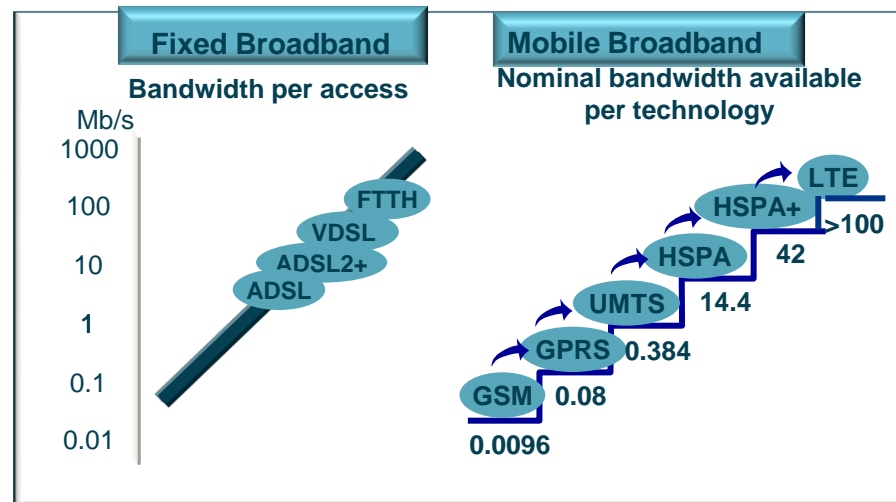 Fixed Broadband
Bandwidth per access
Mb/s
1000
100
10
1
0.1
0.01
FTTH
VDSL
ADSL2+
ADSL
Mobile Broadband
Nominal bandwidth available
per technology
LTE
HSPA+
>100
HSPA
42
UMTS
14.4
GPRS
0.384
GSM
0.08
0.0096